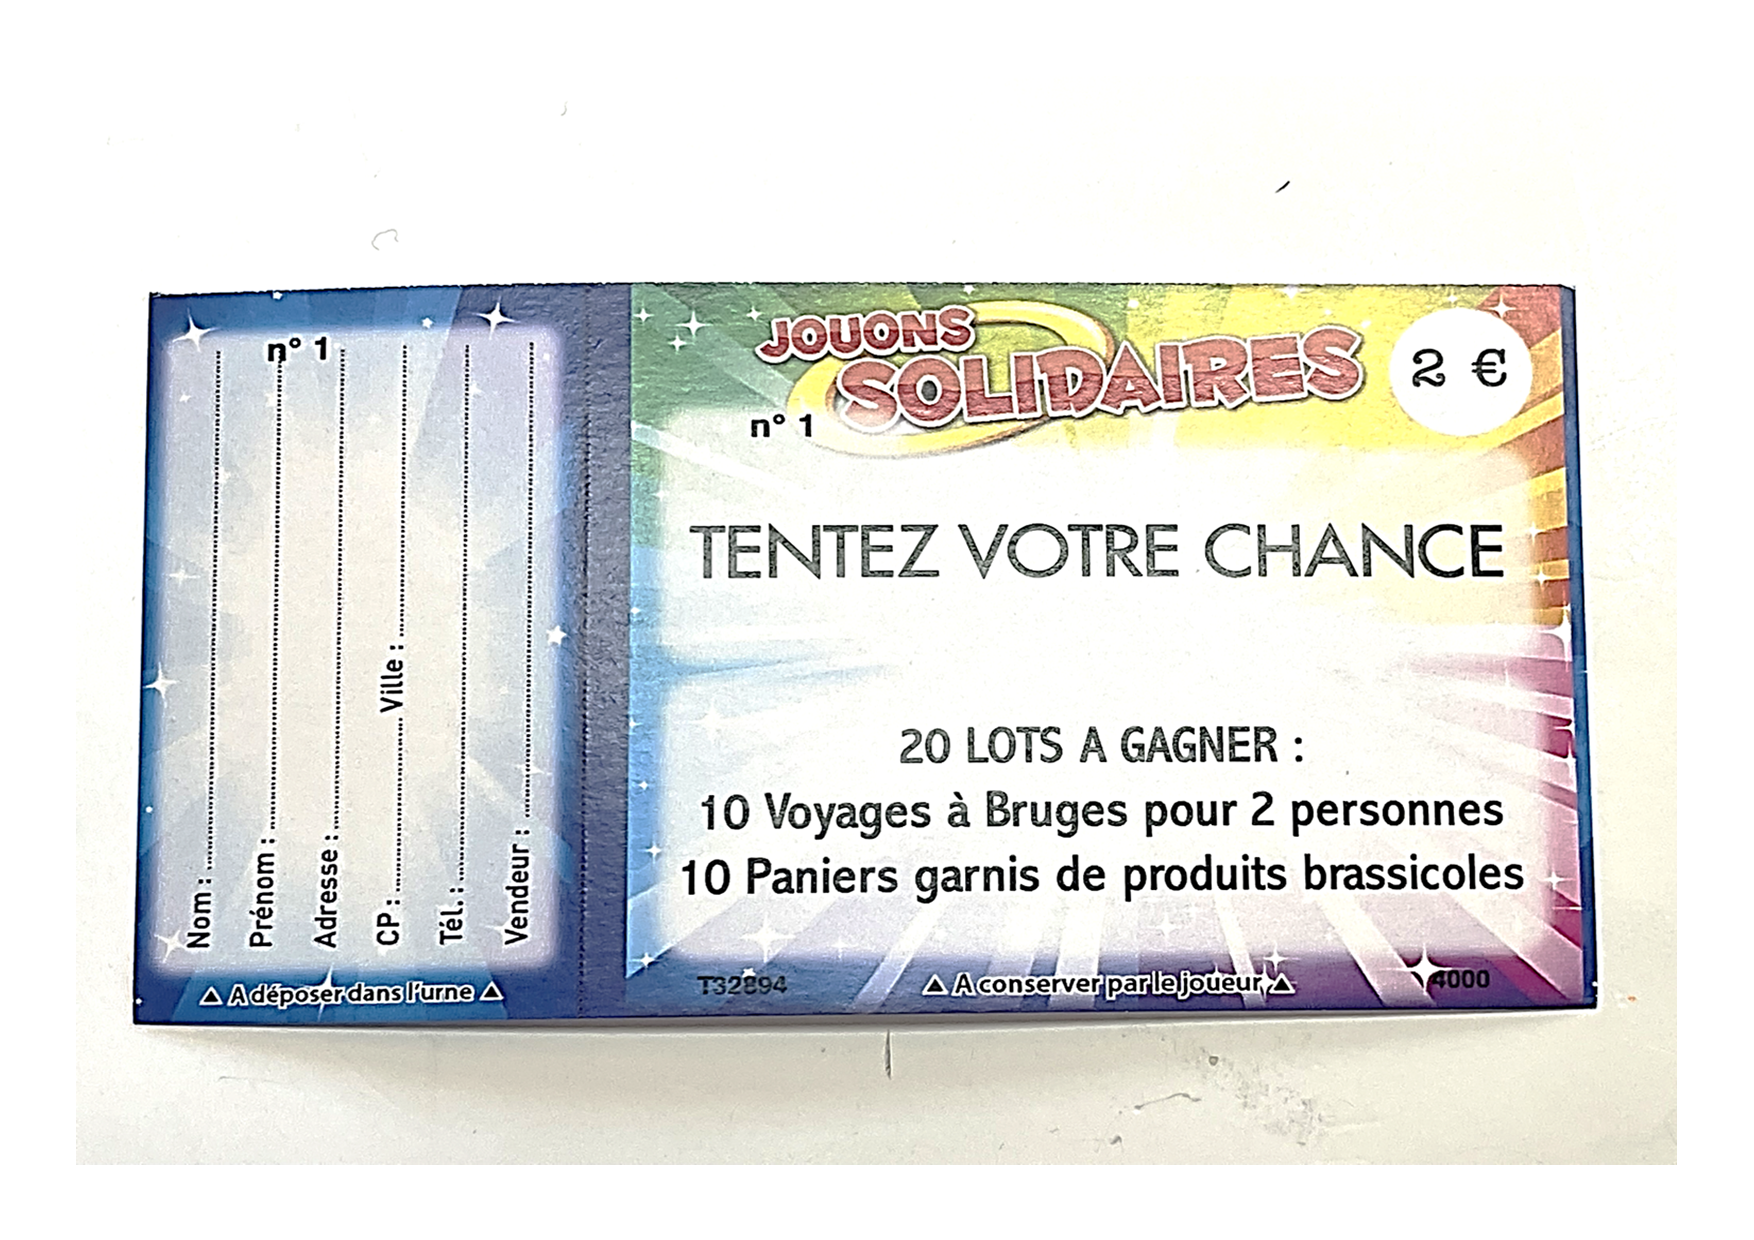 n° 1
Nom :
Prénom :
Adresse :
CP : Ville :
Tél. :
Vendeur :
▲ A déposer dans l'urne ▲
JOUONS
SOLIDAIRES
2 €
n° 1
TENTEZ VOTRE CHANCE
20 LOTS A GAGNER :
10 Voyages à Bruges pour 2 personnes
10 Paniers garnis de produits brassicoles
T32894
▲ A conserver par le joueur ▲
4000